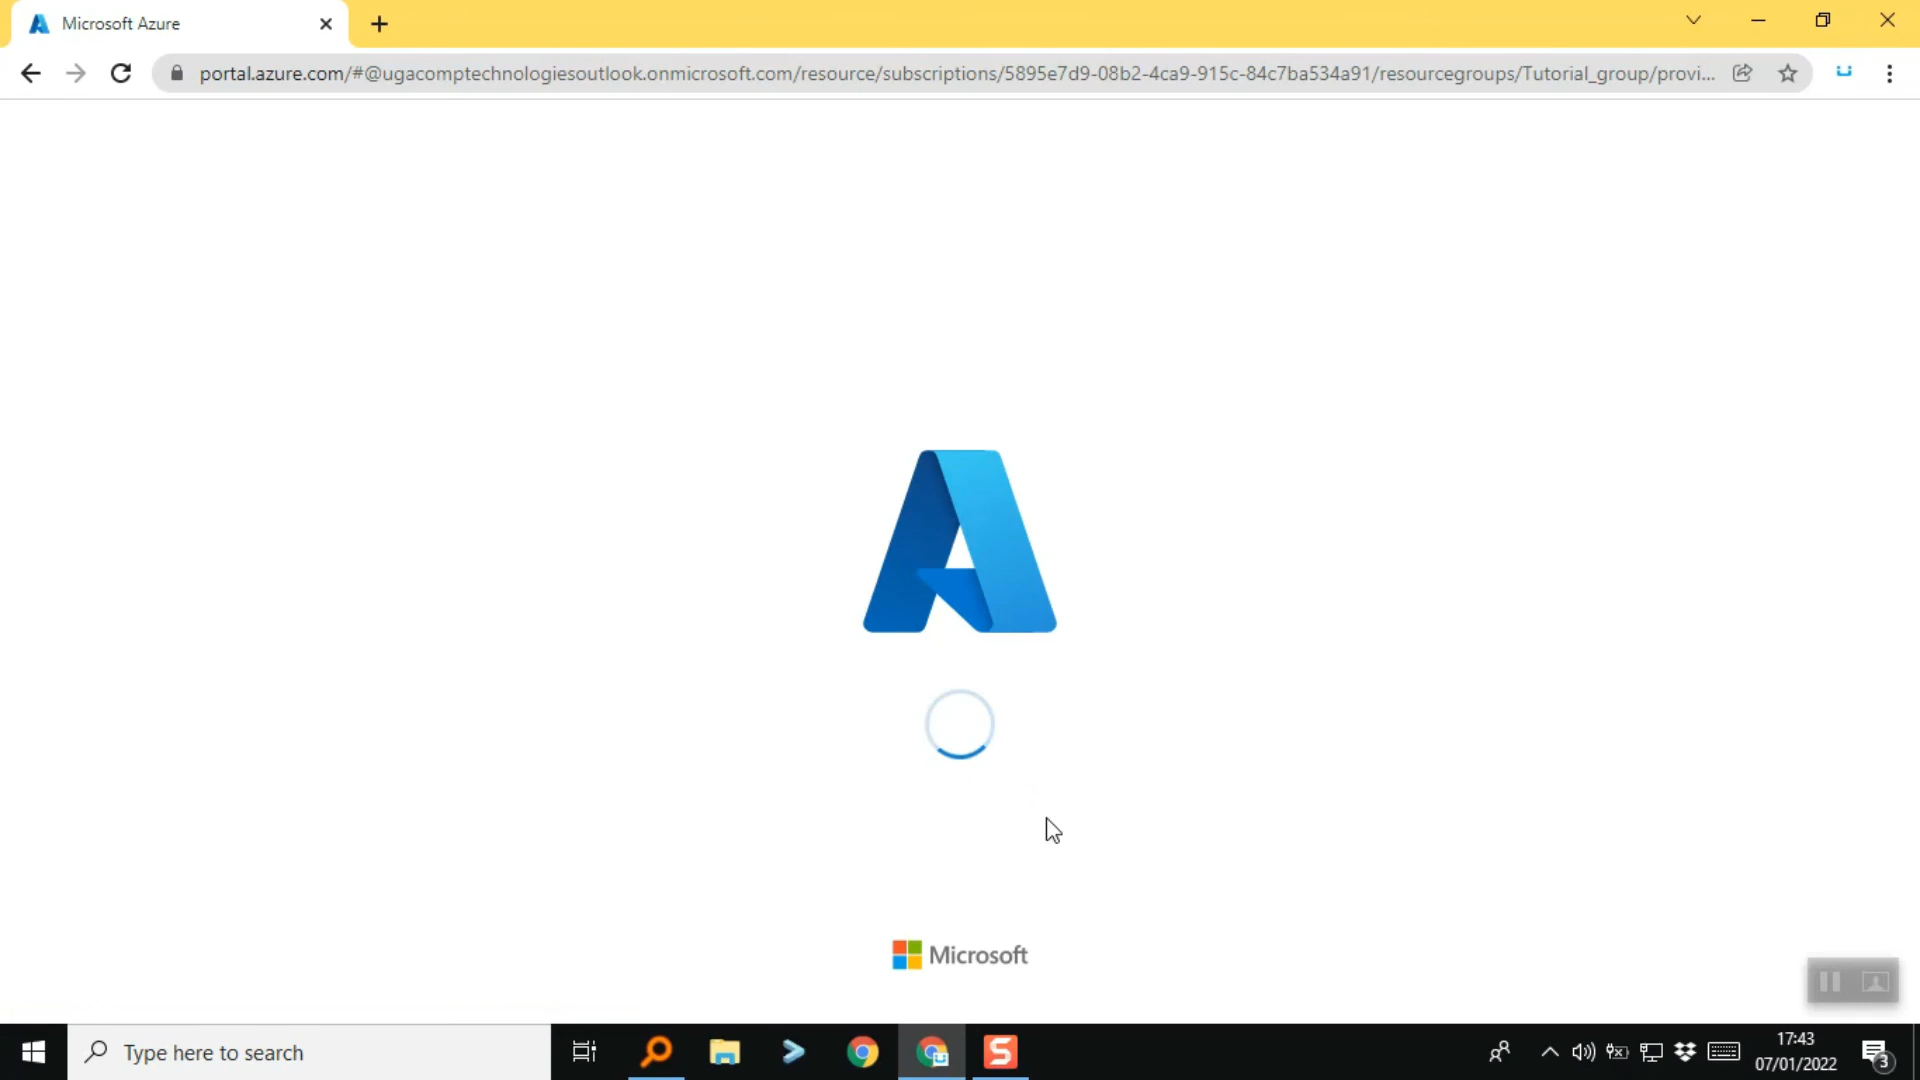 Microsoft Azure
portal.azure.com/#@ugacomptechnologiesoutlook.onmicrosoft.com/resource/subscriptions/5895e7d9-08b2-4ca9-915c-84c7ba534a91/resourcegroups/Tutorial_group/provi...
Microsoft
Type here to search
17:43
07/01/2022
3